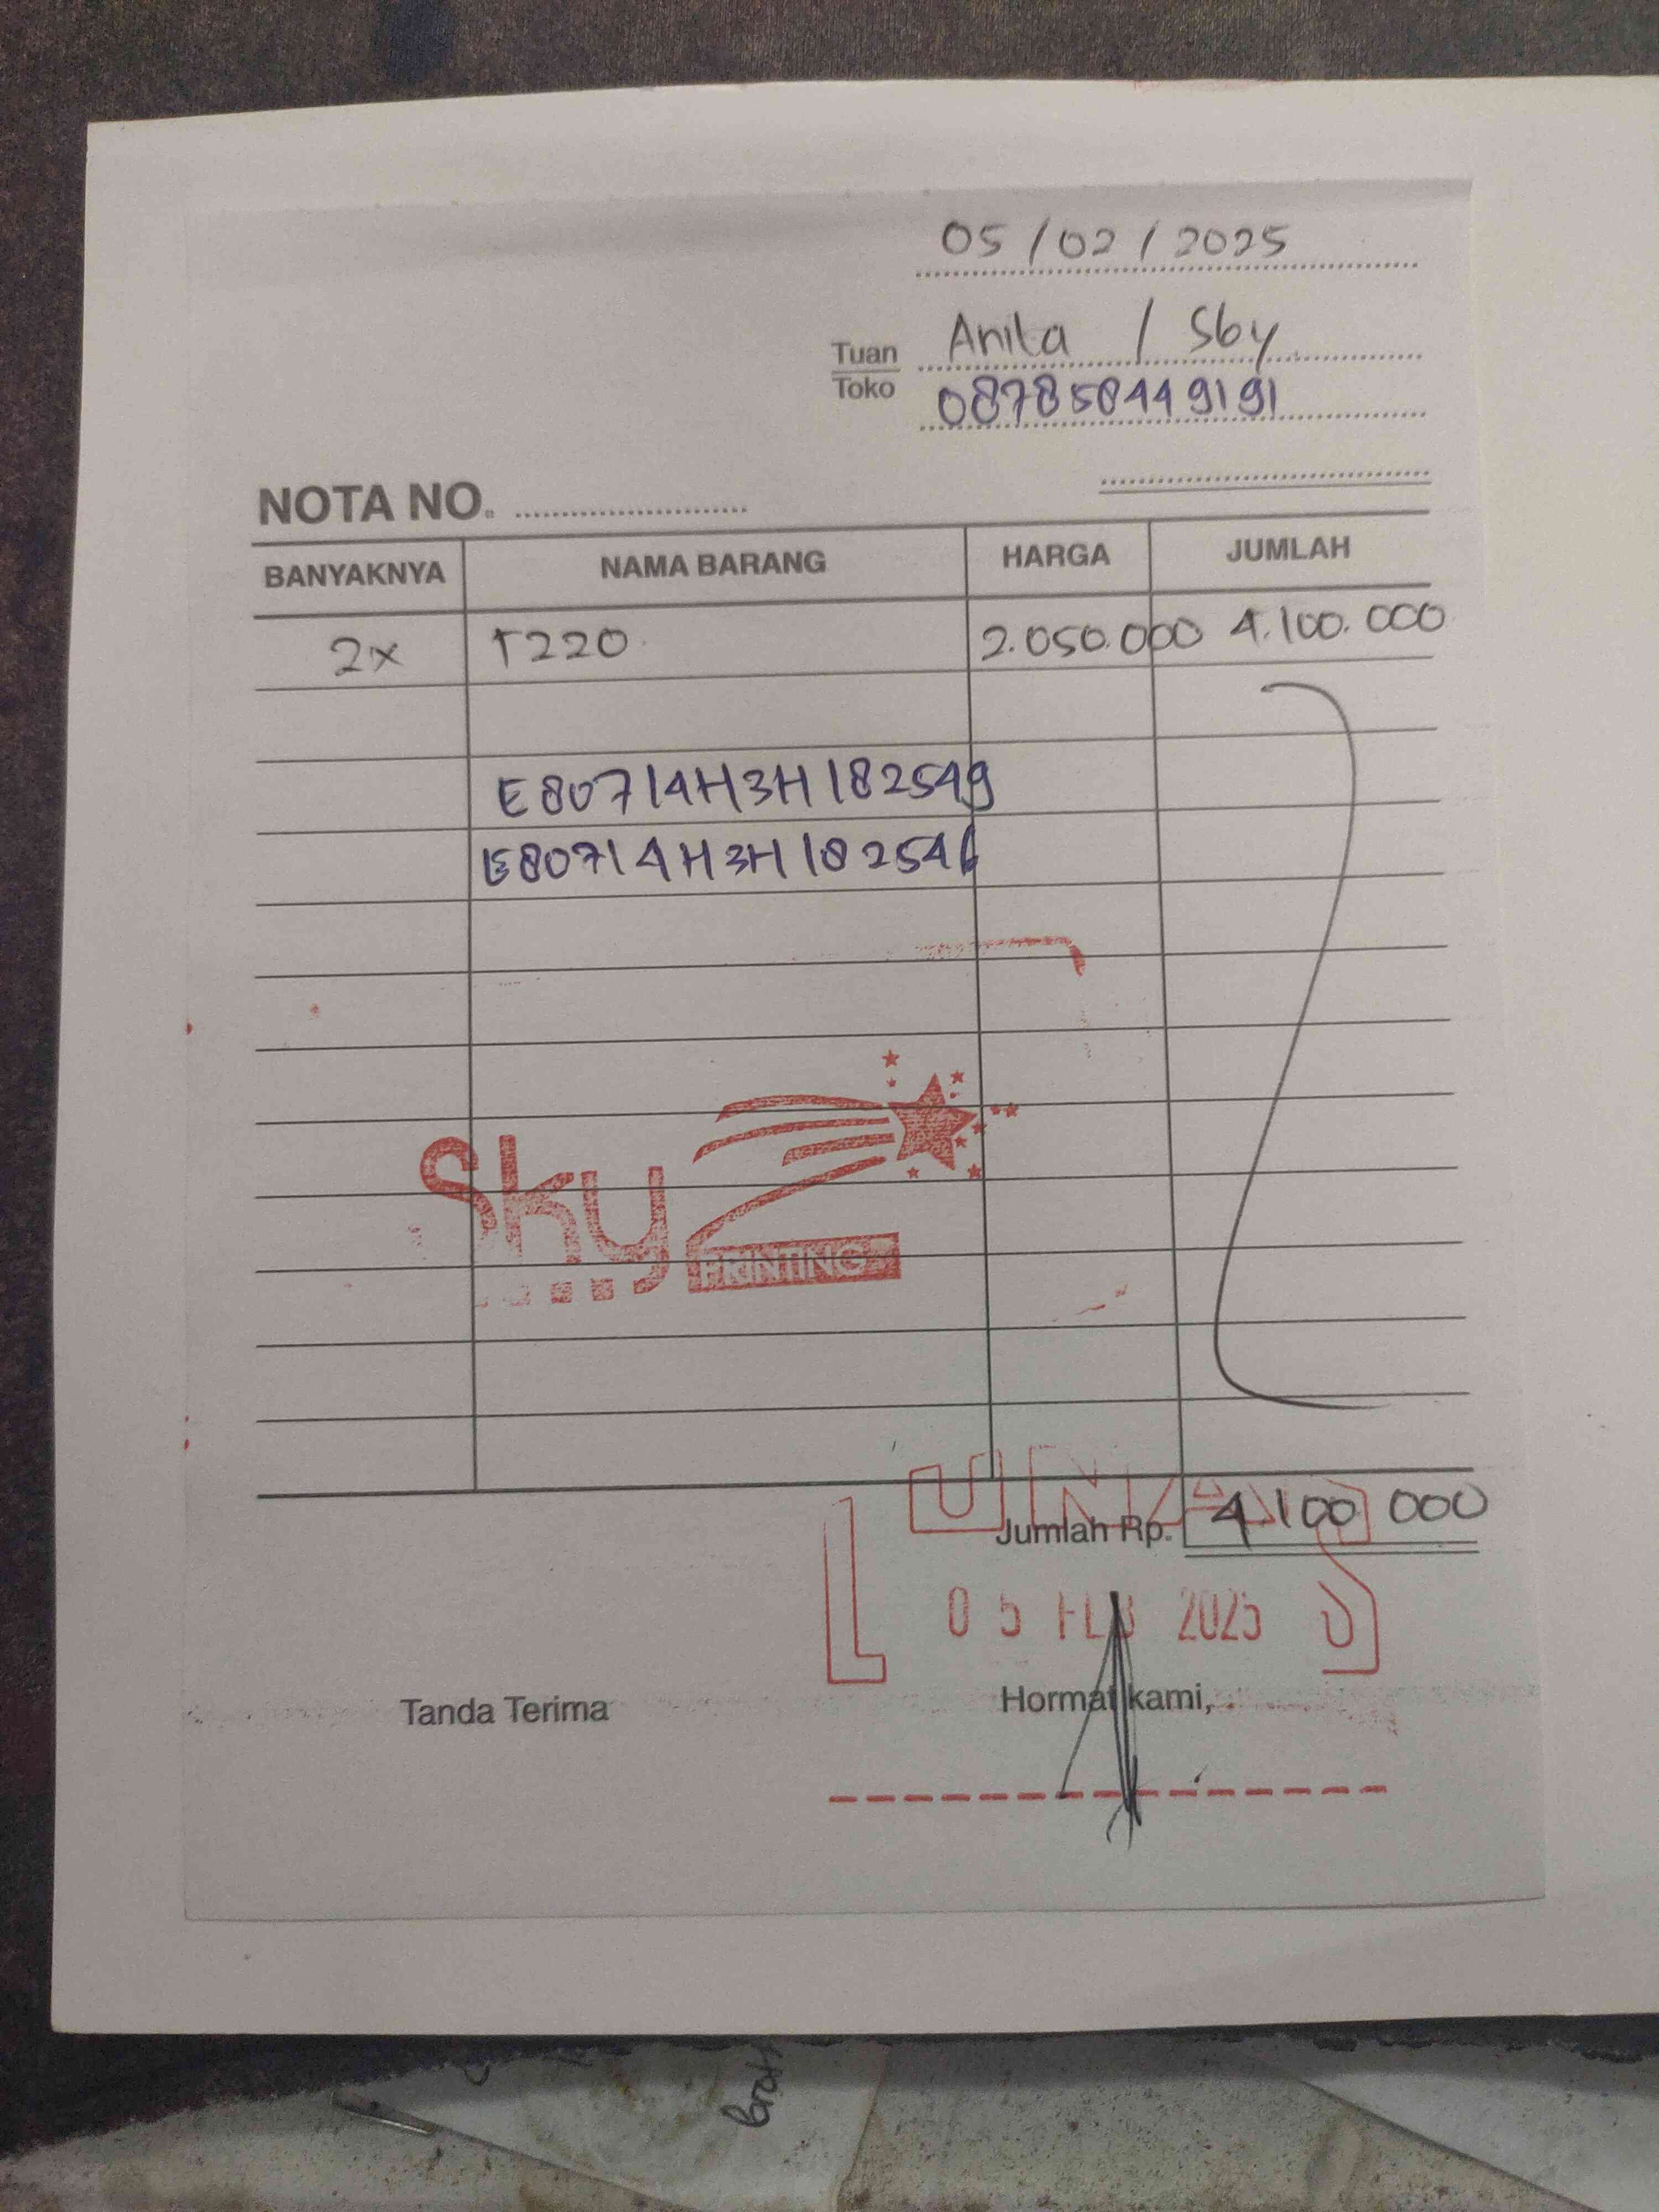 05/02/2025
Tuan Anita / Sby
Toko 087858449191
NOTA NO.
BANYAKNYA NAMA BARANG HARGA JUMLAH
2x T220 2.050.000 4.100.000
E80714H3H182549
E80714H3H182546
Sky
PRINTING
LUNAS
Jumlah Rp. 4 100 000
05 FEB 2025
Tanda Terima Hormat kami,